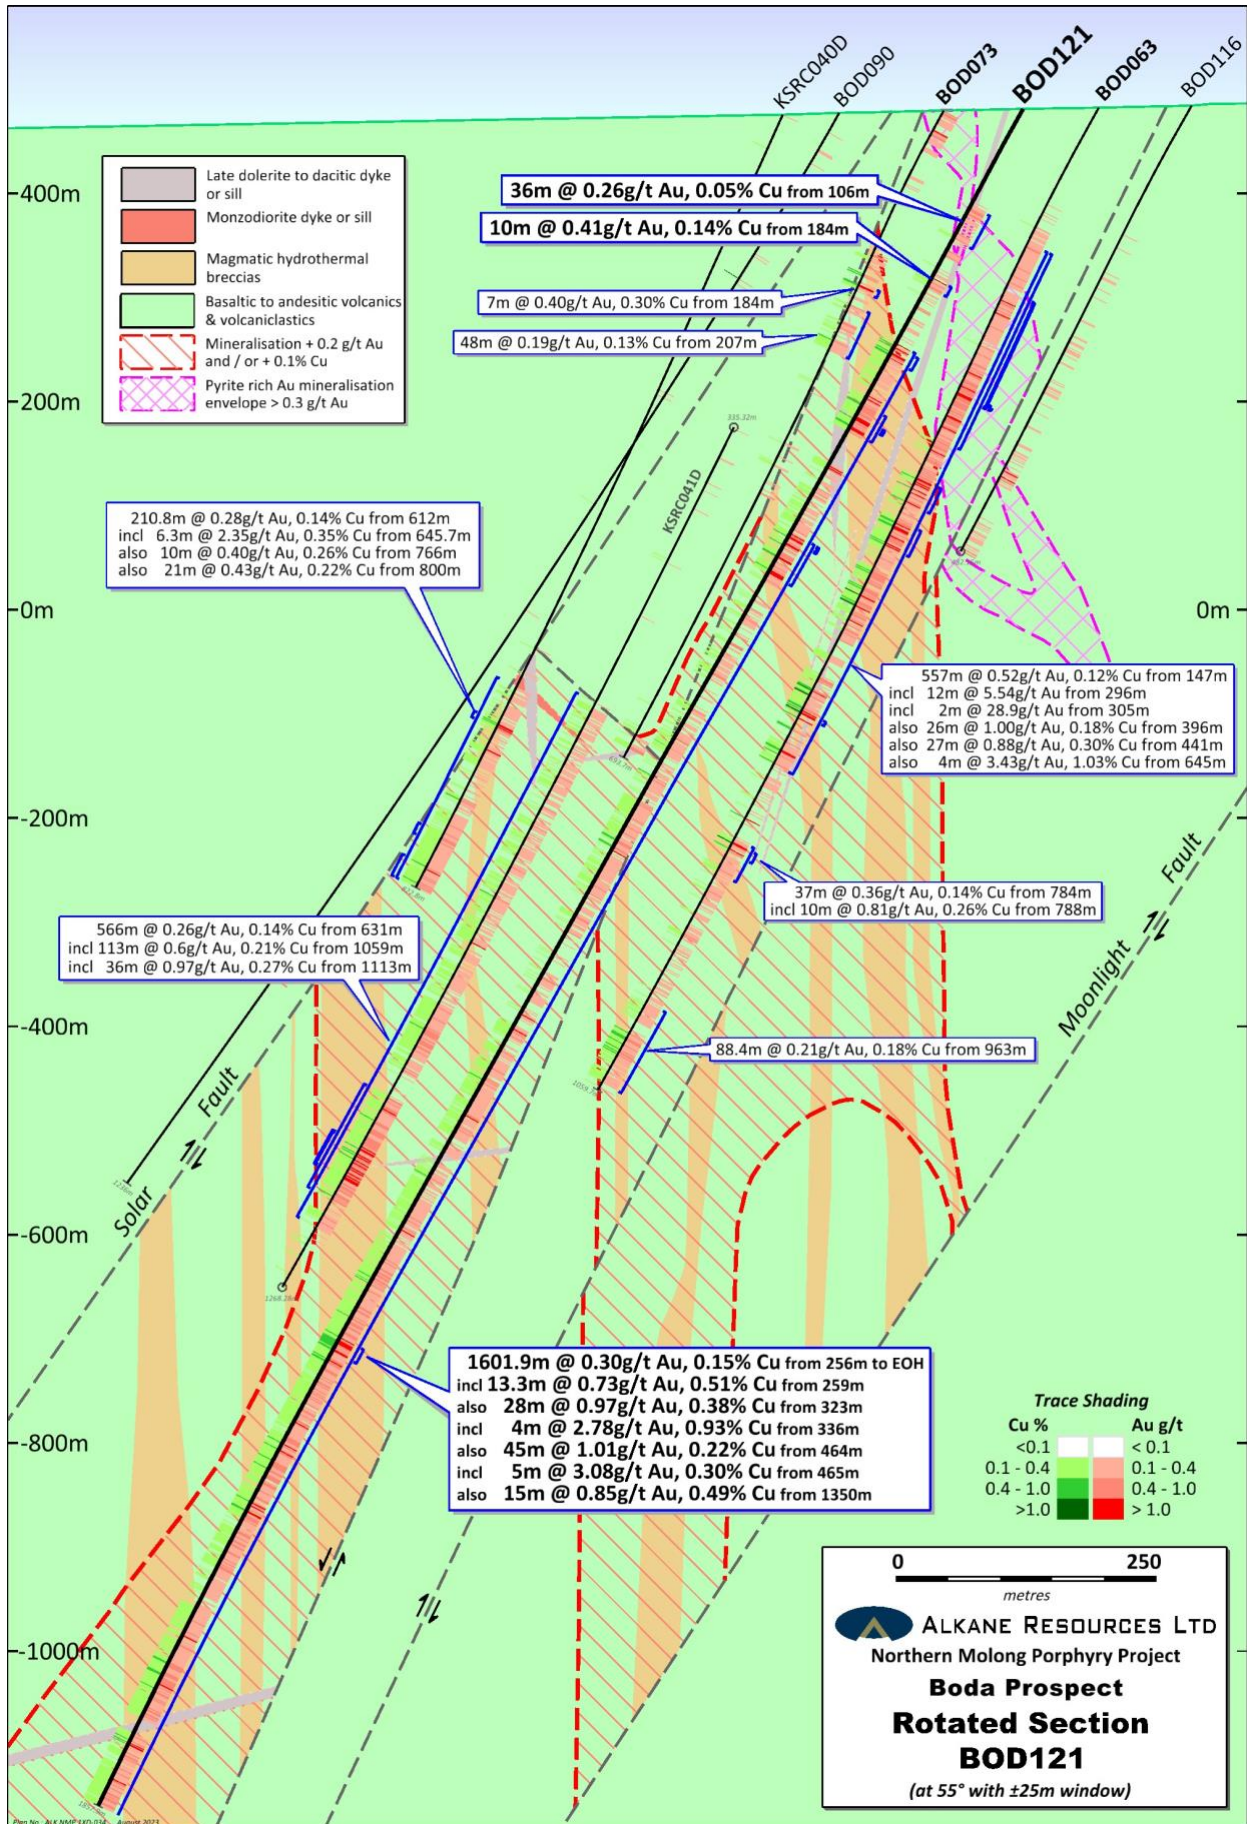 KSRC040D
BOD090
BOD073
BOD121
BOD063
BOD116
400m
200m
0m
-200m
-400m
-600m
-800m
-1000m
0m
Late dolerite to dacitic dyke
or sill
Monzodiorite dyke or sill
Magmatic hydrothermal
breccias
Basaltic to andesitic volcanics
& volcaniclastics
Mineralisation + 0.2 g/t Au
and / or + 0.1% Cu
Pyrite rich Au mineralisation
envelope > 0.3 g/t Au
36m @ 0.26g/t Au, 0.05% Cu from 106m
10m @ 0.41g/t Au, 0.14% Cu from 184m
7m @ 0.40g/t Au, 0.30% Cu from 184m
48m @ 0.19g/t Au, 0.13% Cu from 207m
335.32m
KSRC041D
210.8m @ 0.28g/t Au, 0.14% Cu from 612m
incl 6.3m @ 2.35g/t Au, 0.35% Cu from 645.7m
also 10m @ 0.40g/t Au, 0.26% Cu from 766m
also 21m @ 0.43g/t Au, 0.22% Cu from 800m
557m @ 0.52g/t Au, 0.12% Cu from 147m
incl 12m @ 5.54g/t Au from 296m
incl 2m @ 28.9g/t Au from 305m
also 26m @ 1.00g/t Au, 0.18% Cu from 396m
also 27m @ 0.88g/t Au, 0.30% Cu from 441m
also 4m @ 3.43g/t Au, 1.03% Cu from 645m
37m @ 0.36g/t Au, 0.14% Cu from 784m
incl 10m @ 0.81g/t Au, 0.26% Cu from 788m
566m @ 0.26g/t Au, 0.14% Cu from 631m
incl 113m @ 0.6g/t Au, 0.21% Cu from 1059m
incl 36m @ 0.97g/t Au, 0.27% Cu from 1113m
88.4m @ 0.21g/t Au, 0.18% Cu from 963m
Moonlight Fault
Solar Fault
1268.28m
1601.9m @ 0.30g/t Au, 0.15% Cu from 256m to EOH
incl 13.3m @ 0.73g/t Au, 0.51% Cu from 259m
also 28m @ 0.97g/t Au, 0.38% Cu from 323m
incl 4m @ 2.78g/t Au, 0.93% Cu from 336m
also 45m @ 1.01g/t Au, 0.22% Cu from 464m
incl 5m @ 3.08g/t Au, 0.30% Cu from 465m
also 15m @ 0.85g/t Au, 0.49% Cu from 1350m
Trace Shading
Cu % Au g/t
<0.1 < 0.1
0.1 - 0.4 0.1 - 0.4
0.4 - 1.0 0.4 - 1.0
>1.0 > 1.0
0 250
metres
ALKANE RESOURCES LTD
Northern Molong Porphyry Project
Boda Prospect
Rotated Section
BOD121
(at 55° with ±25m window)